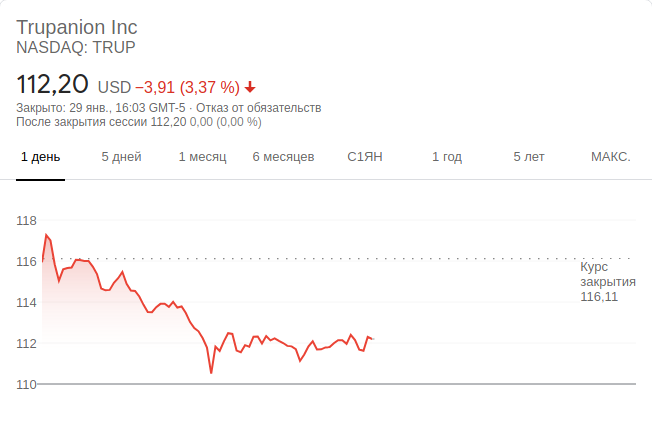 Trupanion Inc
NASDAQ: TRUP
112,20 USD −3,91 (3,37 %)
Закрыто: 29 янв., 16:03 GMT-5 · Отказ от обязательств
После закрытия сессии 112,20 0,00 (0,00 %)
1 день 5 дней 1 месяц 6 месяцев С1ЯН 1 год 5 лет МАКС.
118
116
Курс
закрытия
116,11
114
112
110